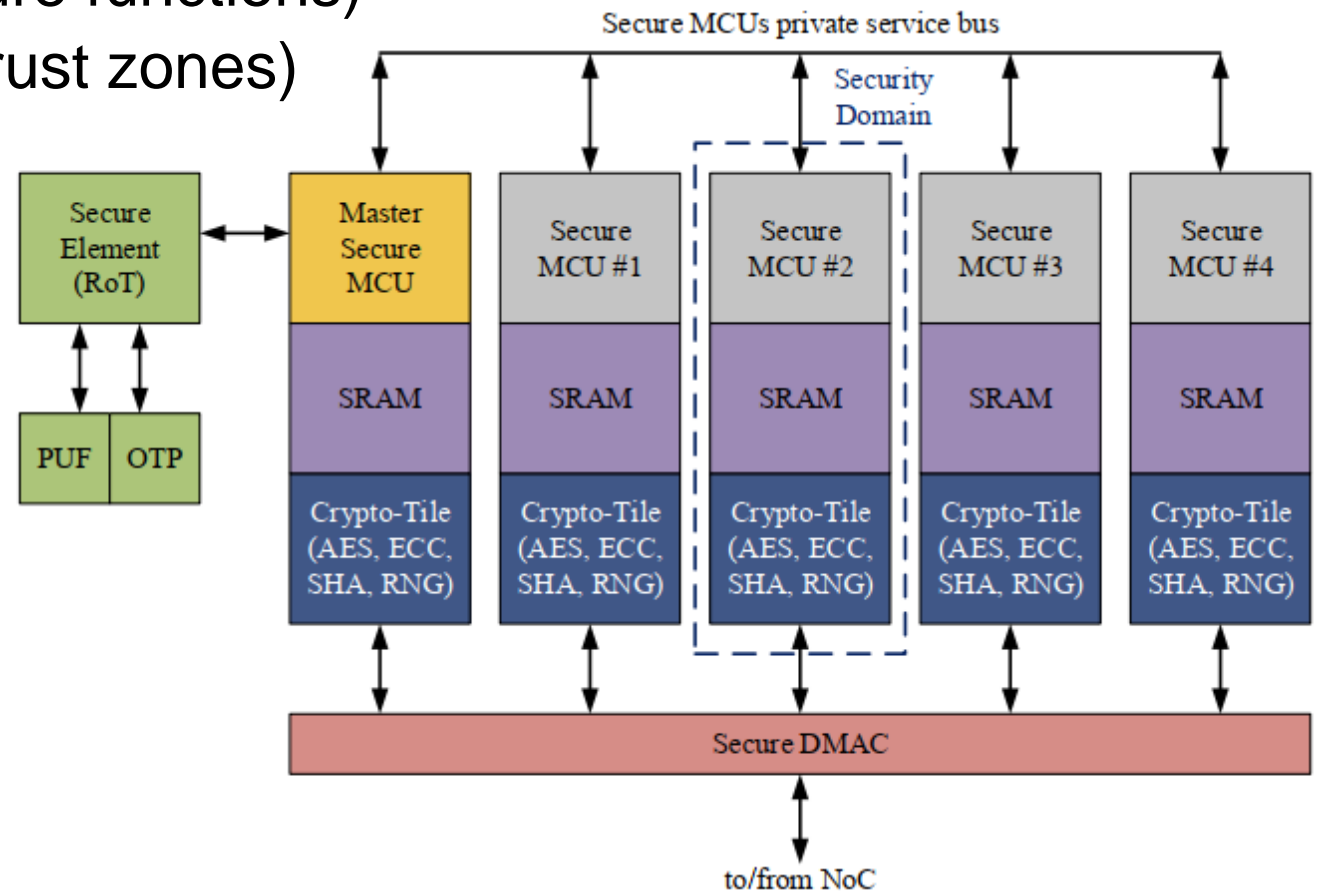 functions)
zones)
Secure MCUs private service bus
Security
Domain
Secure
Element
(RoT)
Master
Secure
MCU
Secure
MCU #1
Secure
MCU #2
Secure
MCU #3
Secure
MCU #4
SRAM
SRAM
SRAM
SRAM
SRAM
PUF
OTP
Crypto-Tile
(AES, ECC,
SHA, RNG)
Crypto-Tile
(AES, ECC,
SHA, RNG)
Crypto-Tile
(AES, ECC,
SHA, RNG)
Crypto-Tile
(AES, ECC,
SHA, RNG)
Crypto-Tile
(AES, ECC,
SHA, RNG)
Secure DMAC
to/from NoC